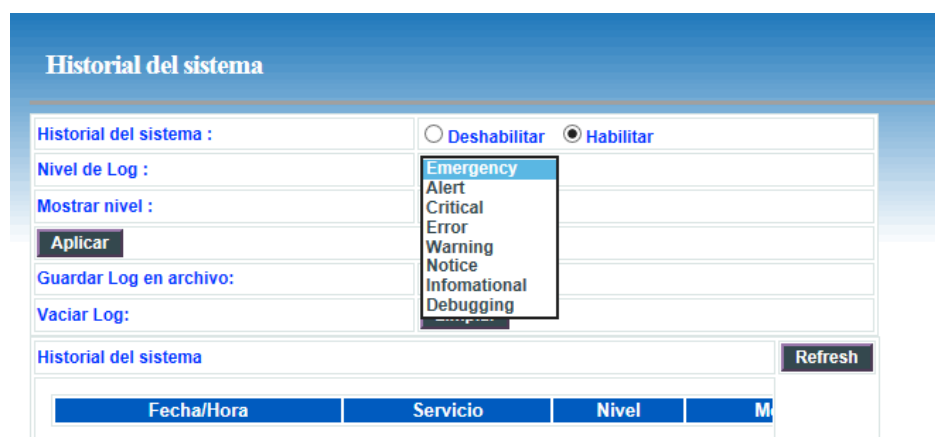 Historial del sistema
Historial del sistema : Deshabilitar Habilitar
Nivel de Log : Emergency
Alert
Mostrar nivel : Critical
Error
Aplicar Warning
Notice
Guardar Log en archivo: Infomational
Debugging
Vaciar Log:
Historial del sistema Refresh
Fecha/Hora Servicio Nivel